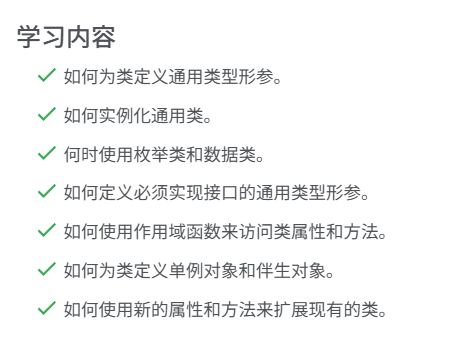 学习内容
如何为类定义通用类型形参。
如何实例化通用类。
何时使用枚举类和数据类。
如何定义必须实现接口的通用类型形参。
如何使用作用域函数来访问类属性和方法。
如何为类定义单例对象和伴生对象。
如何使用新的属性和方法来扩展现有的类。